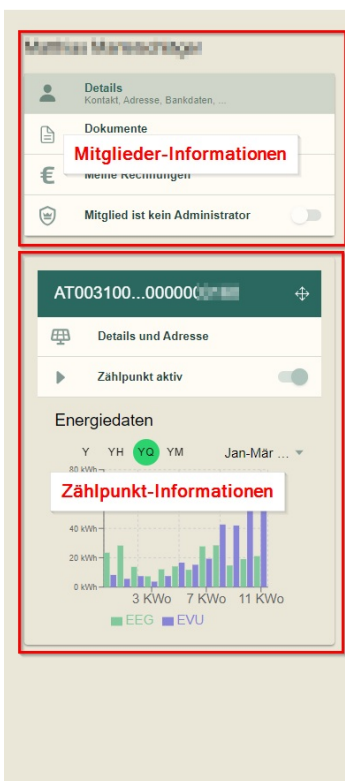 Details
Kontakt, Adresse, Bankdaten, ...
Dokumente
Mitglieder-Informationen
Meine Rechnungen
Mitglied ist kein Administrator
AT003100...000000
Details und Adresse
Zählpunkt aktiv
Energiedaten
Y YH YQ YM Jan-Mär ...
80 kWh
Zählpunkt-Informationen
40 kWh
20 kWh
0 kWh
3 KWo 7 KWo 11 KWo
EEG EVU